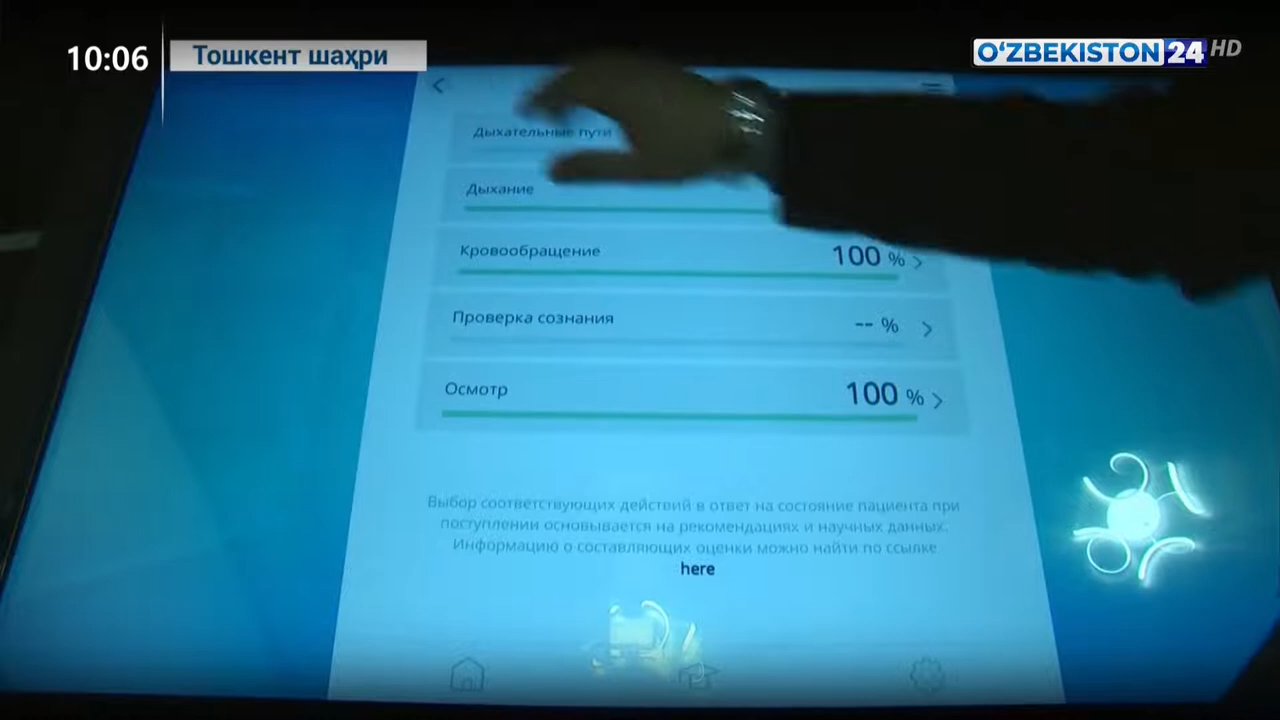 10:06
Тошкент шаҳри
O‘ZBEKISTON 24 HD
Дыхательные пути
Дыхание
Кровообращение
100 %
Проверка сознания
-- %
Осмотр
100 %
Выбор соответствующих действий в ответ на состояние пациента при
поступлении основывается на рекомендациях и научных данных.
Информацию о составляющих оценки можно найти по ссылке
here